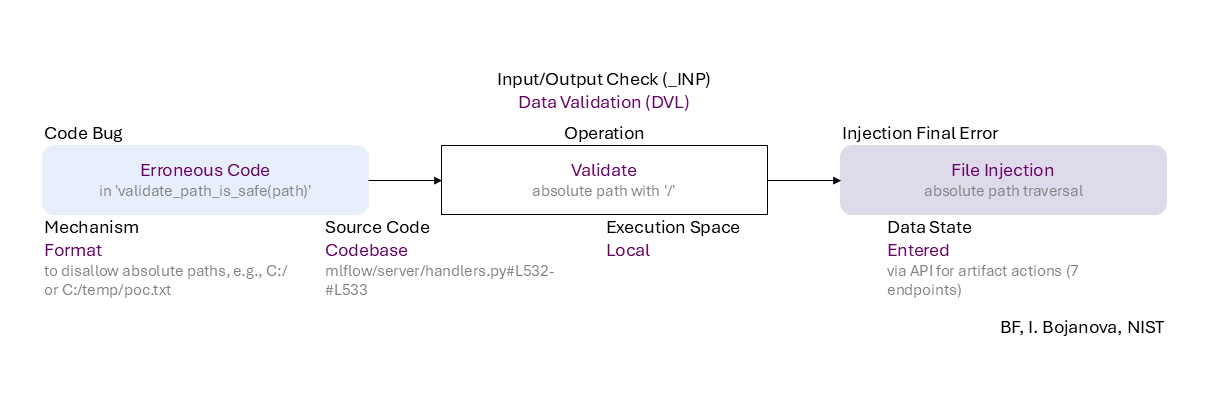 Input/Output Check (_INP)
Data Validation (DVL)
Code Bug
Operation
Injection Final Error
Erroneous Code
in 'validate_path_is_safe(path)'
Validate
absolute path with '/'
File Injection
absolute path traversal
Mechanism
Format
to disallow absolute paths, e.g., C:/
or C:/temp/poc.txt
Source Code
Codebase
mlflow/server/handlers.py#L532-
#L533
Execution Space
Local
Data State
Entered
via API for artifact actions (7
endpoints)
BF, I. Bojanova, NIST